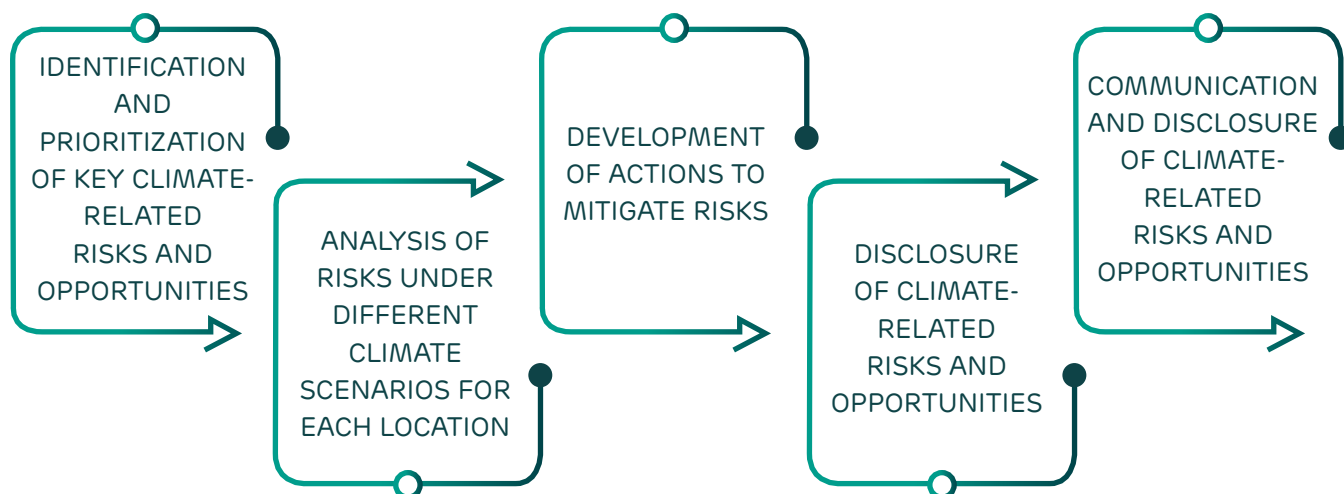 IDENTIFICATION
AND
PRIORITIZATION
OF KEY CLIMATE-
RELATED
RISKS AND
OPPORTUNITIES
ANALYSIS OF
RISKS UNDER
DIFFERENT
CLIMATE
SCENARIOS FOR
EACH LOCATION
DEVELOPMENT
OF ACTIONS TO
MITIGATE RISKS
DISCLOSURE
OF CLIMATE-
RELATED
RISKS AND
OPPORTUNITIES
COMMUNICATION
AND DISCLOSURE
OF CLIMATE-
RELATED
RISKS AND
OPPORTUNITIES